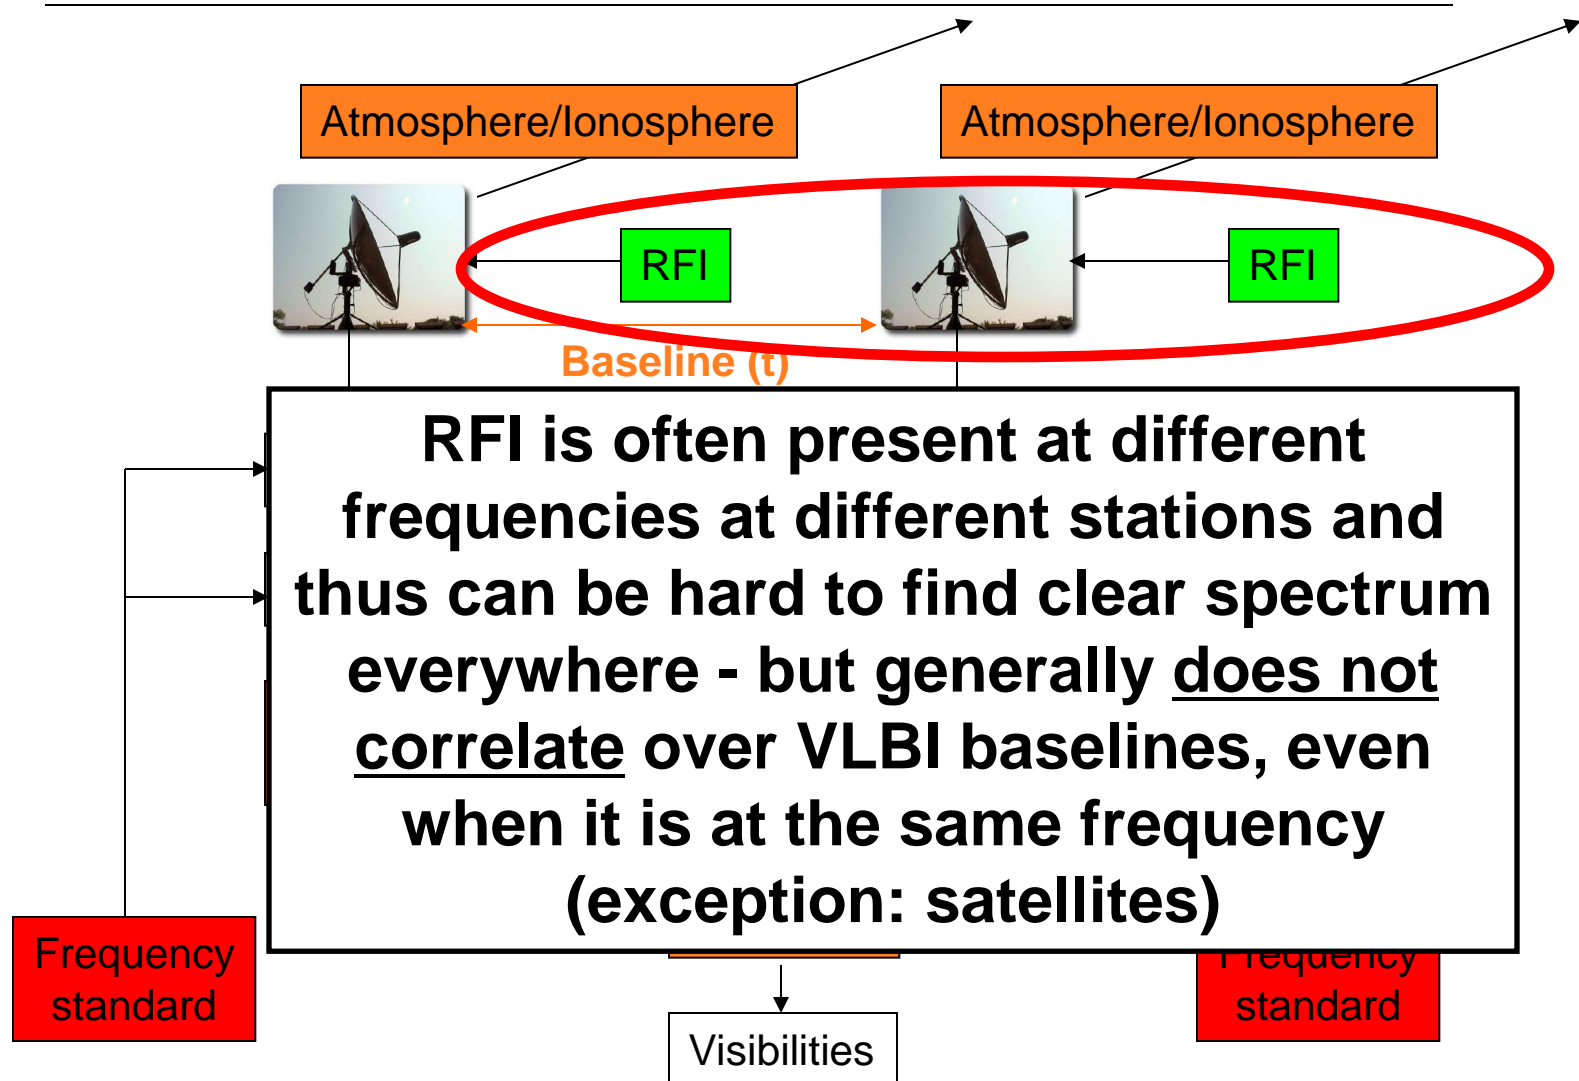 Atmosphere/Ionosphere
Atmosphere/Ionosphere
RFI
RFI
Baseline (t)
RFI is often present at different
frequencies at different stations and
thus can be hard to find clear spectrum
everywhere - but generally does not
correlate over VLBI baselines, even
when it is at the same frequency
(exception: satellites)
Frequency
standard
Frequency
standard
Visibilities